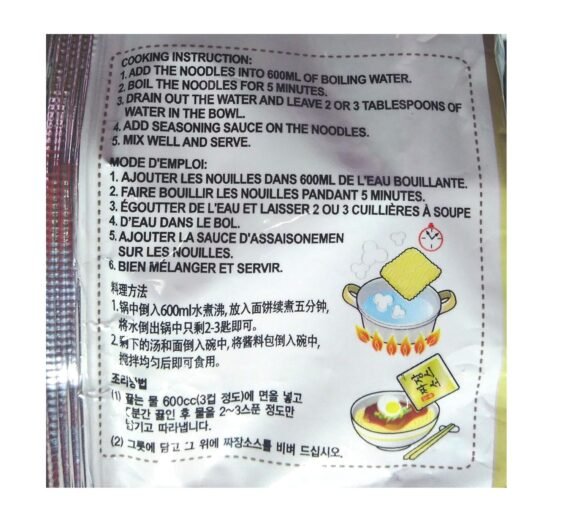 COOKING INSTRUCTION:
1. ADD THE NOODLES INTO 600ML OF BOILING WATER.
2. BOIL THE NOODLES FOR 5 MINUTES.
3. DRAIN OUT THE WATER AND LEAVE 2 OR 3 TABLESPOONS OF
WATER IN THE BOWL.
4. ADD SEASONING SAUCE ON THE NOODLES.
5. MIX WELL AND SERVE.
MODE D'EMPLOI:
1. AJOUTER LES NOUILLES DANS 600ML DE L'EAU BOUILLANTE.
2. FAIRE BOUILLIR LES NOUILLES PANDANT 5 MINUTES.
3. ÉGOUTTER DE L'EAU ET LAISSER 2 OU 3 CUILLIÈRES À SOUPE
4. D'EAU DANS LE BOL.
5. AJOUTER LA SAUCE D'ASSAISONEMEN
SUR LES NOUILLES.
6. BIEN MÉLANGER ET SERVIR.
料理方法
1.锅中倒入600ml水煮沸,放入面饼续煮五分钟,
将水倒出锅中只剩2-3匙即可。
2.剩下的汤和面倒入碗中,将酱料包倒入碗中,
搅拌均匀后即可食用。
조리방법
(1) 끓는 물 600cc(3컵 정도)에 면을 넣고
5분간 끓인 후 물을 2~3스푼 정도만
남기고 따라냅니다.
(2) 그릇에 담고 그 위에 짜장소스를 비벼 드십시오.
짜장소스